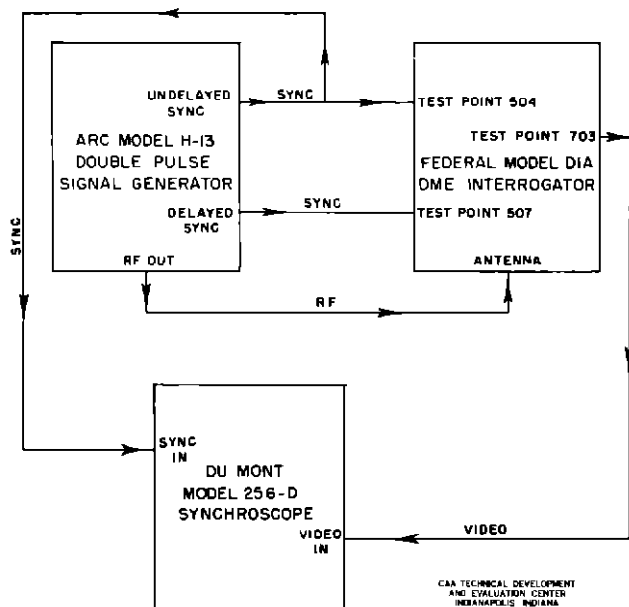 UNDELAYED
SYNC
ARC MODEL H-13
DOUBLE PULSE
SIGNAL GENERATOR
DELAYED
SYNC
RF OUT
SYNC
SYNC
TEST POINT 504
TEST POINT 703
FEDERAL MODEL DIA
DME INTERROGATOR
TEST POINT 507
ANTENNA
SYNC
RF
SYNC
IN
DU MONT
MODEL 256-D
SYNCHROSCOPE
VIDEO
IN
VIDEO
CAA TECHNICAL DEVELOPMENT
AND EVALUATION CENTER
INDIANAPOLIS INDIANA